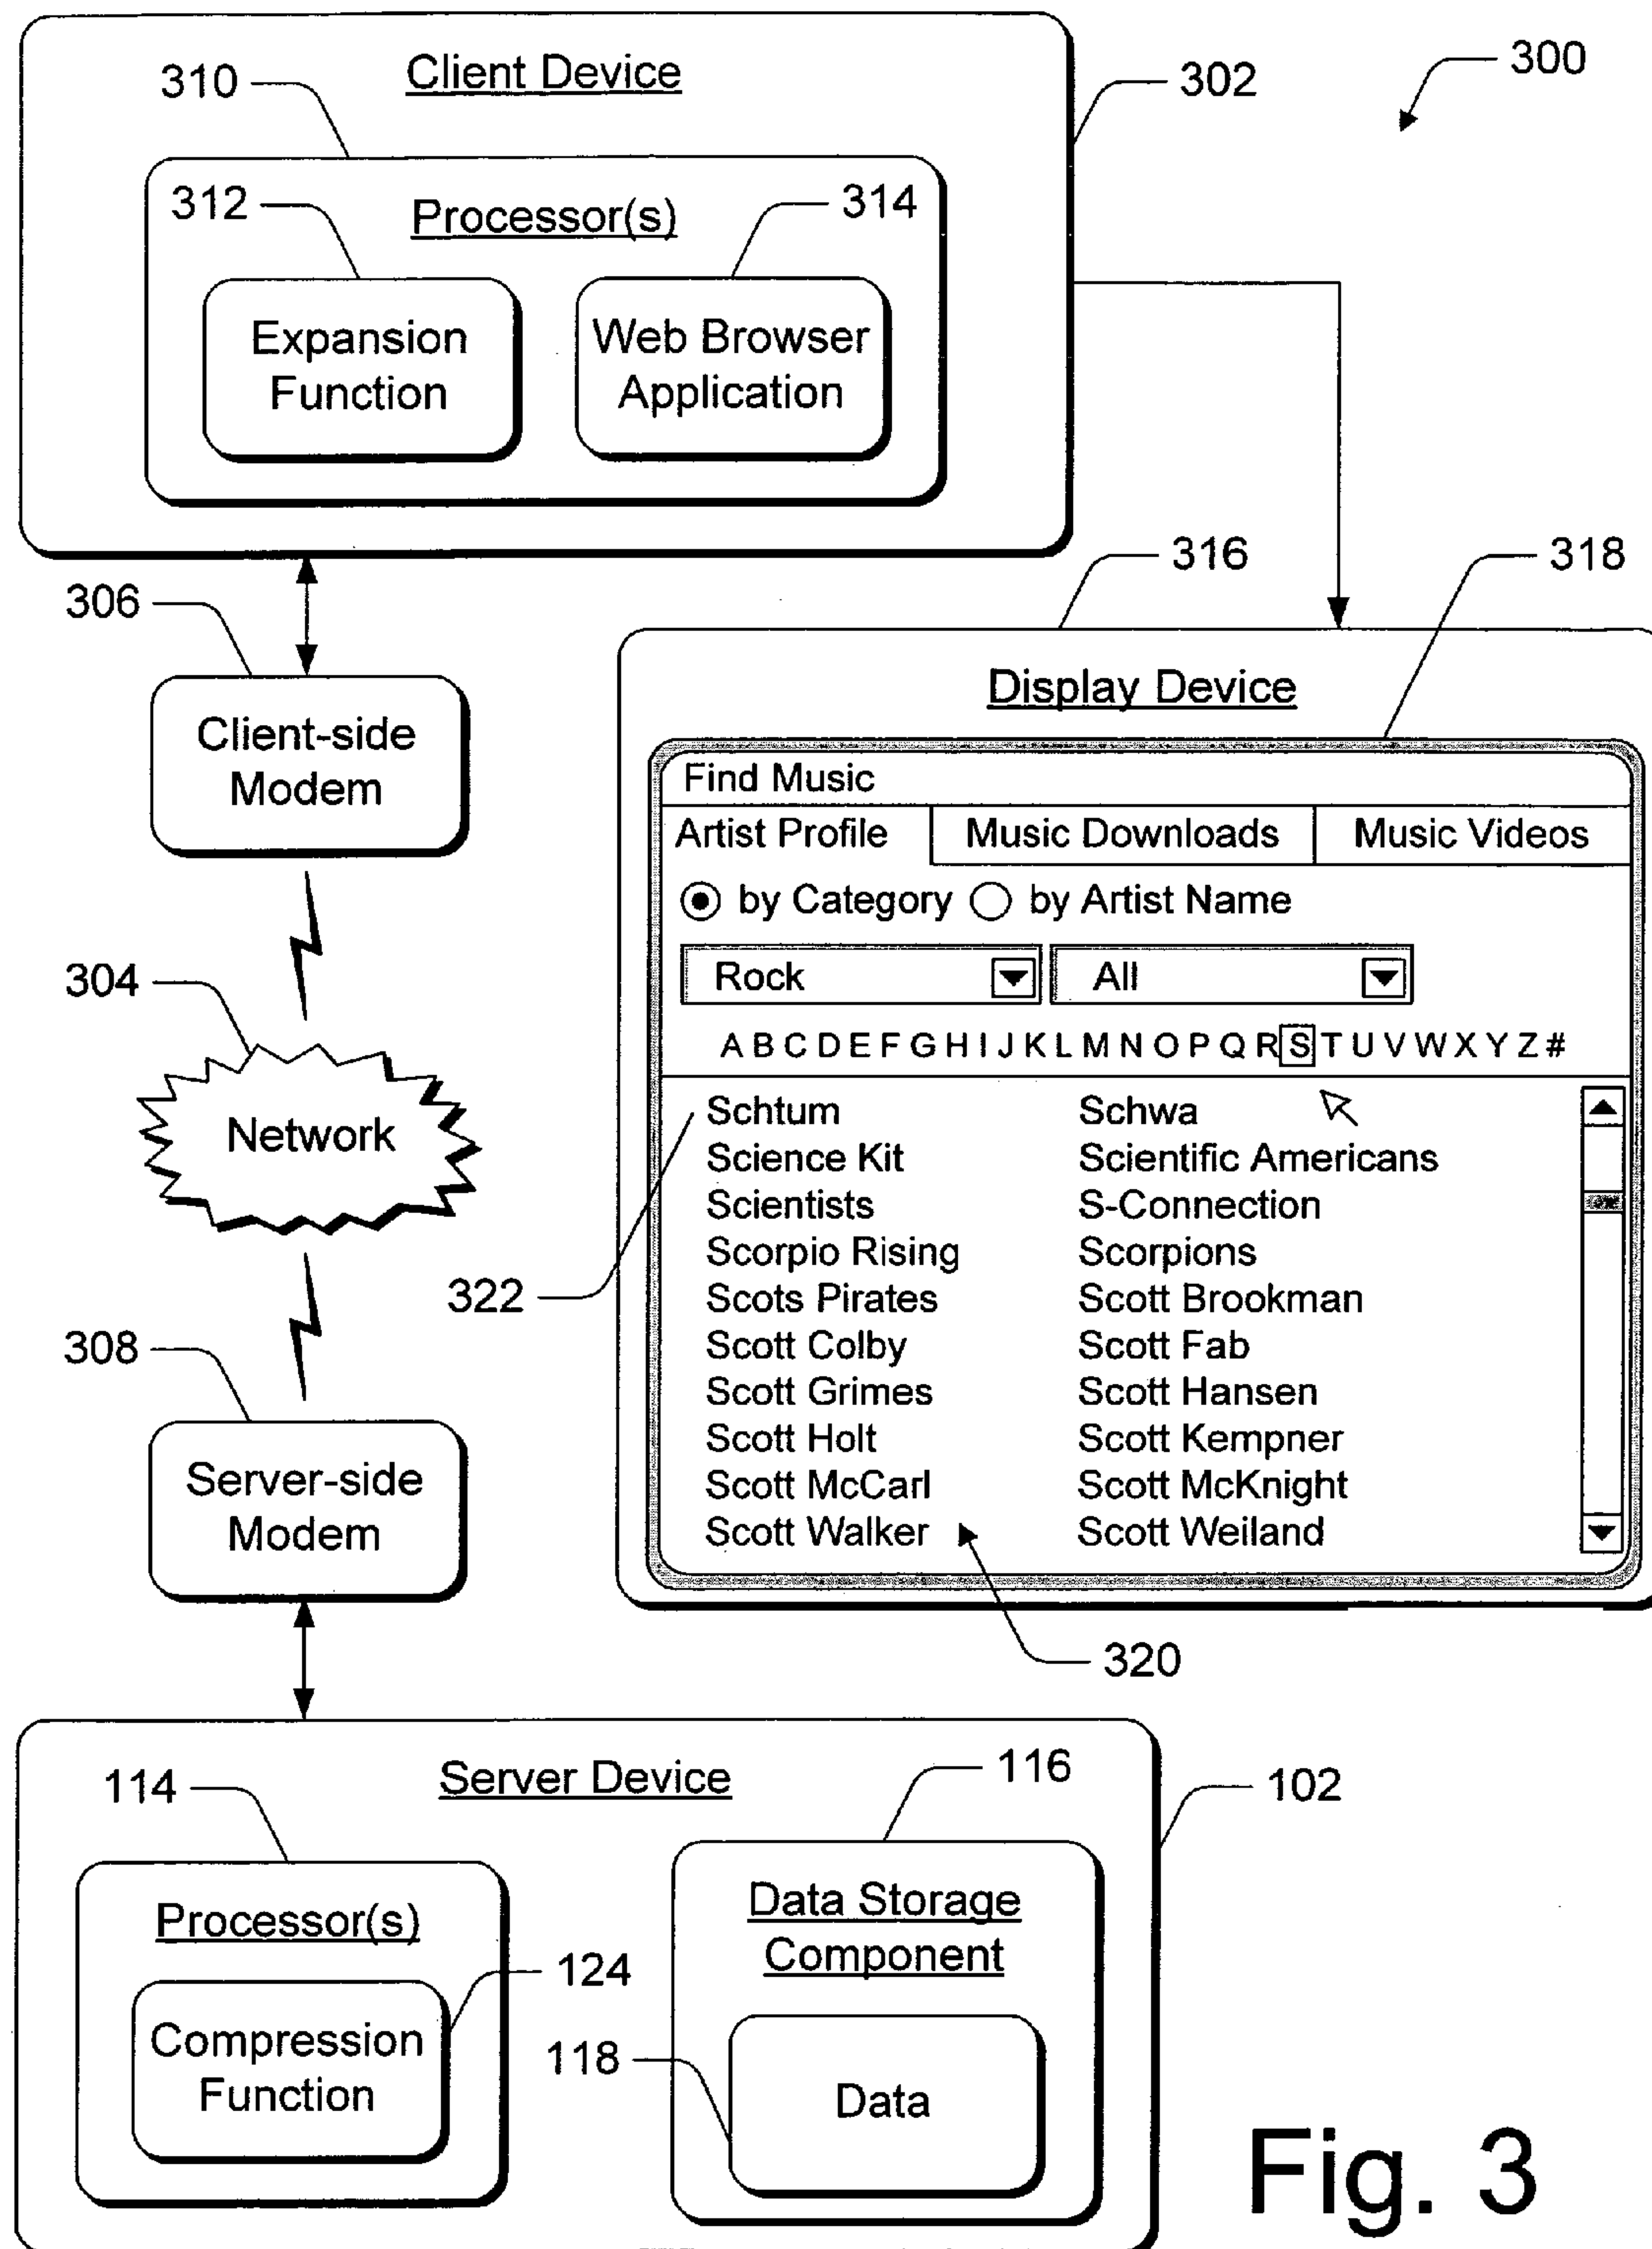 300
302
Client Device
310
Processor(s)
312
314
Expansion
Function
Web Browser
Application
306
Client-side
Modem
304
Network
308
Server-side
Modem
316
318
Display Device
Find Music
Artist Profile
Music Downloads
Music Videos
by Category
by Artist Name
Rock
All
A B C D E F G H I J K L M N O P Q R S T U V W X Y Z #
Schtum
Schwa
Science Kit
Scientific Americans
Scientists
S-Connection
Scorpio Rising
Scorpions
Scots Pirates
Scott Brookman
Scott Colby
Scott Fab
Scott Grimes
Scott Hansen
Scott Holt
Scott Kempner
Scott McCarl
Scott McKnight
Scott Walker
Scott Weiland
322
320
Server Device
102
114
Processor(s)
124
Compression
Function
116
Data Storage
Component
118
Data
Fig. 3